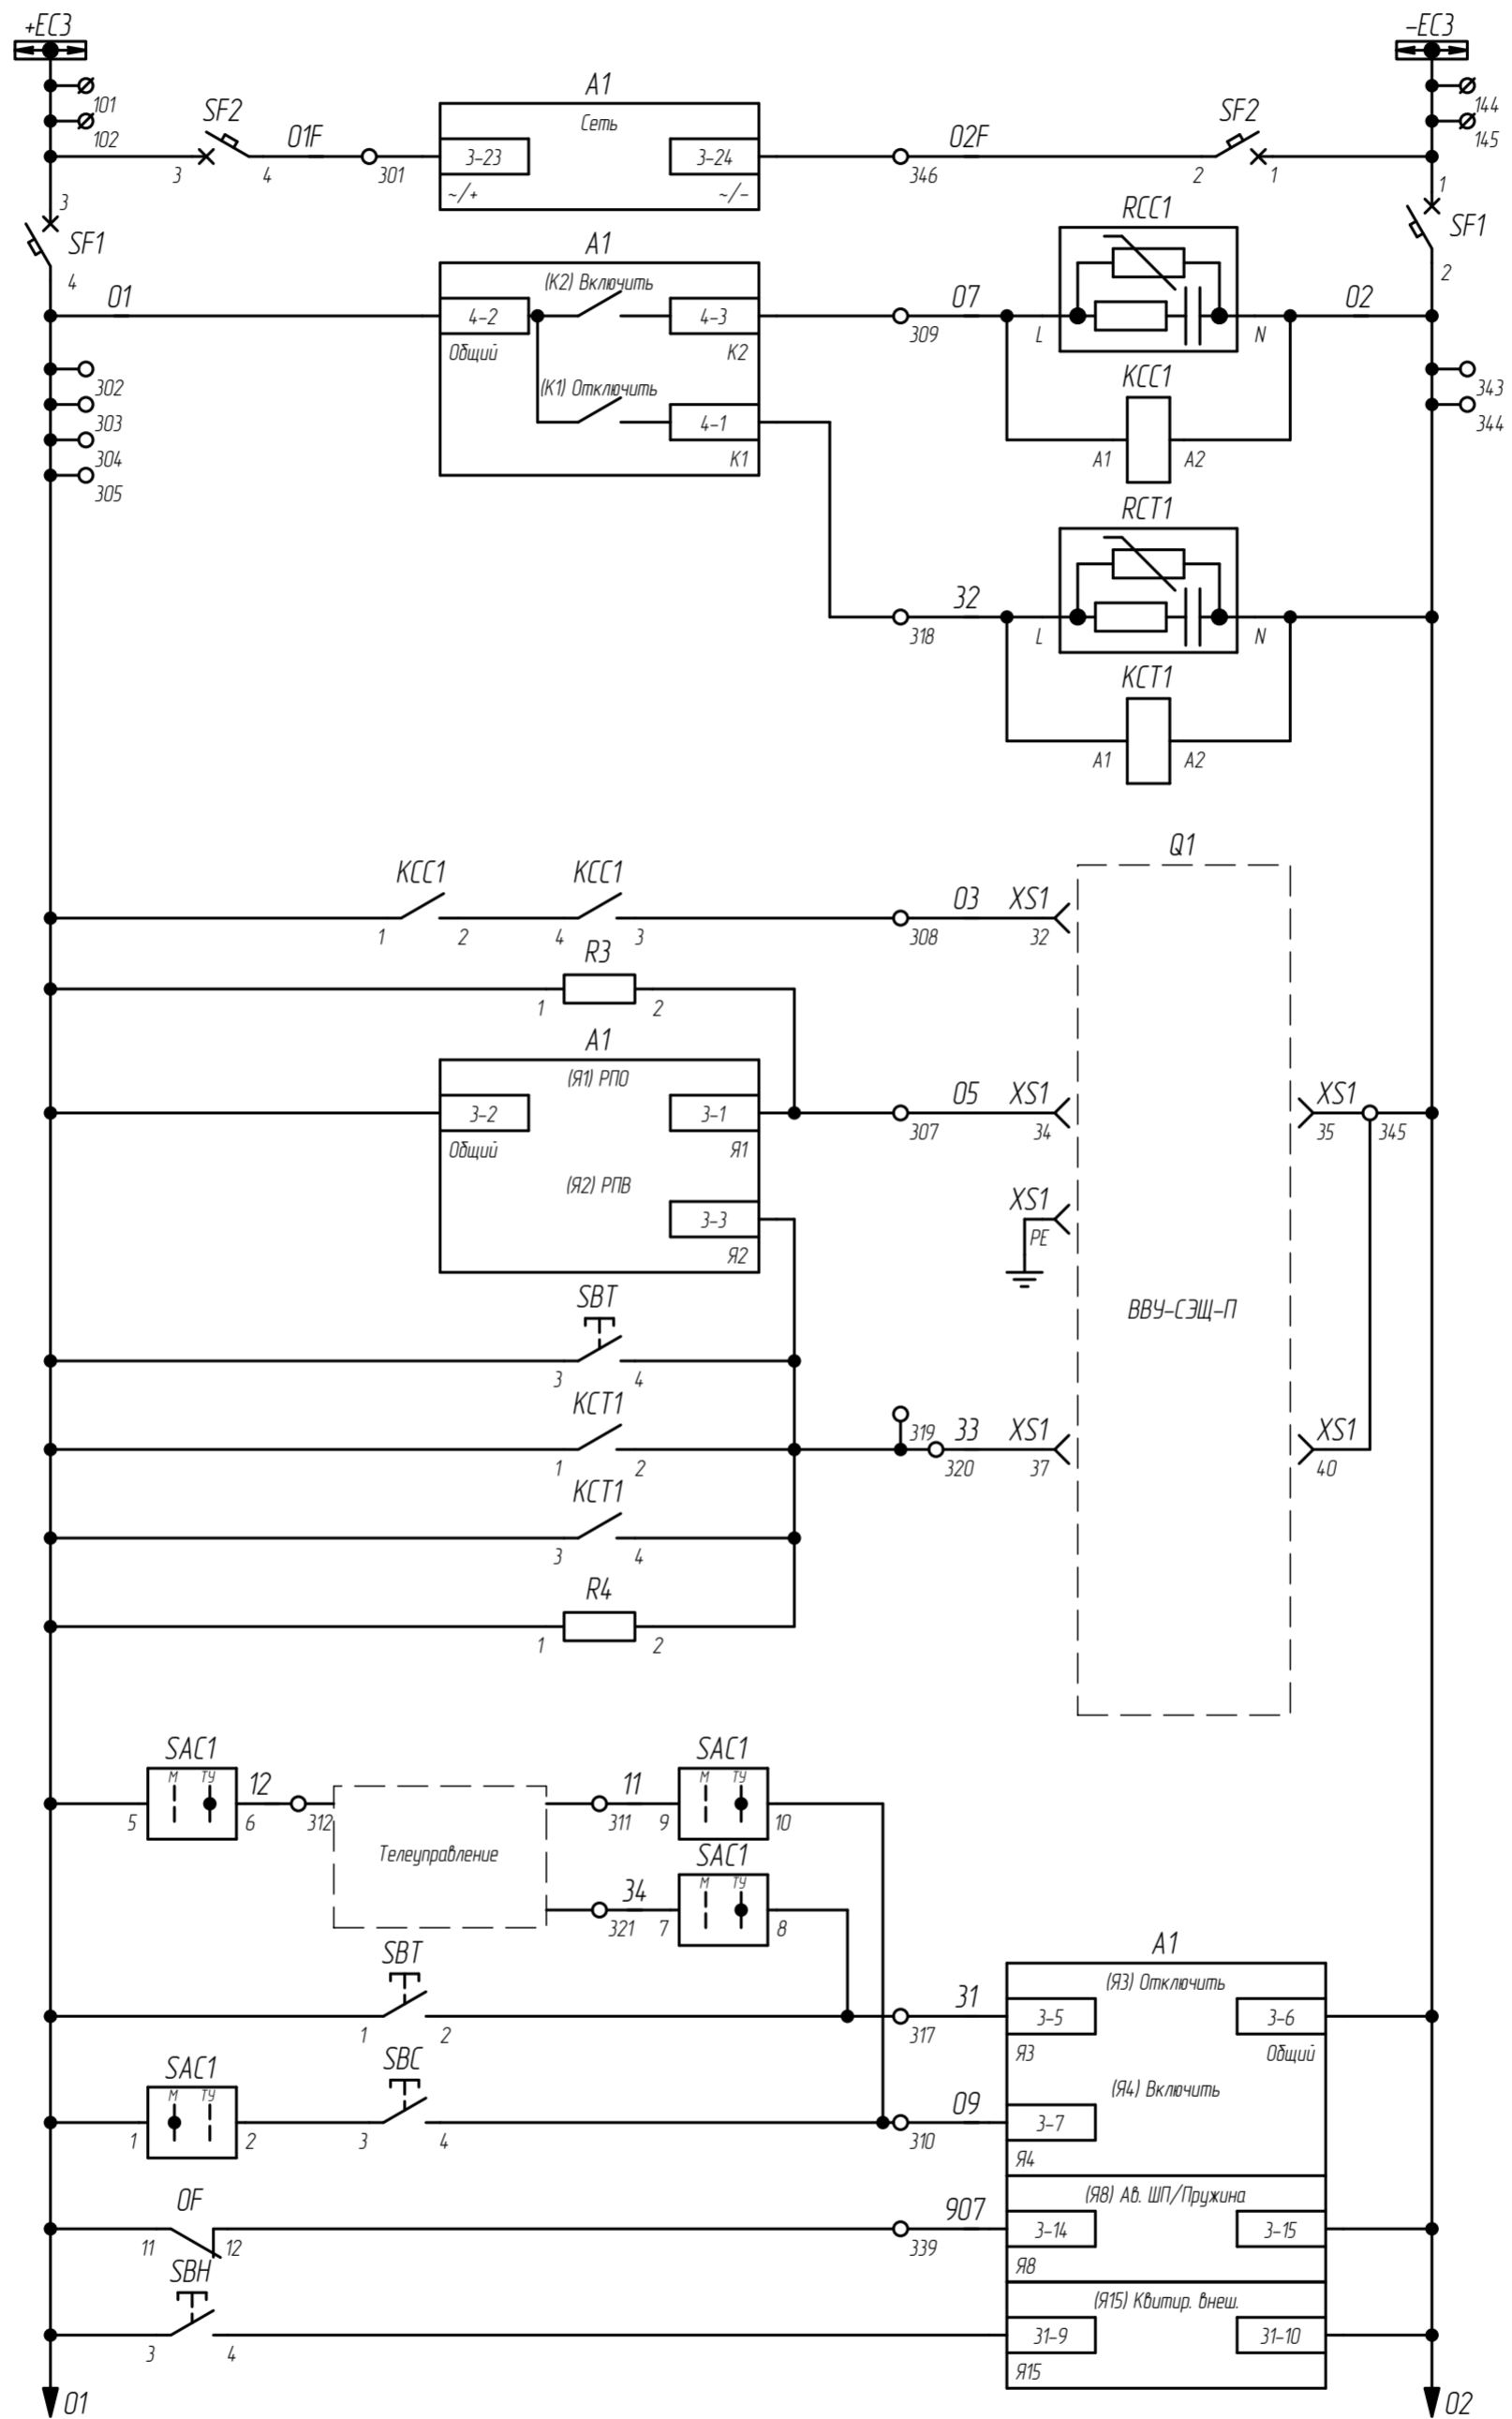 +ЕС3
-ЕС3
101
102
144
145
SF2
01F
A1
02F
SF2
Сеть
3-23
3-24
3
4
301
~/+
~/-
346
2
1
3
SF1
4
1
SF1
2
RCC1
A1
01
(К2) Включить
4-2
4-3
07
02
Общий
К2
309
L
N
302
303
304
305
(К1) Отключить
4-1
К1
KCC1
A1
A2
343
344
RCT1
32
318
L
N
KCT1
A1
A2
Q1
KCC1
KCC1
03
XS1
1
2
4
3
308
32
R3
1
2
A1
(Я1) РПО
3-2
3-1
05
XS1
XS1
Общий
Я1
307
34
35
345
(Я2) РПВ
3-3
Я2
XS1
PE
ВВУ-СЭЩ-П
SBT
3
4
KCT1
319
33
XS1
XS1
1
2
320
37
40
KCT1
3
4
R4
1
2
SAC1
SAC1
М ТУ
12
11
М ТУ
5
6
312
311
9
10
Телеуправление
SAC1
34
М ТУ
321
7
8
SBT
A1
(Я3) Отключить
31
3-5
3-6
1
2
317
Я3
Общий
SAC1
SBC
М ТУ
(Я4) Включить
09
3-7
1
2
3
4
310
Я4
OF
907
(Я8) Ав. ШП/Пружина
3-14
3-15
11
12
339
Я8
SBH
(Я15) Квитир. внеш.
31-9
31-10
3
4
Я15
01
02